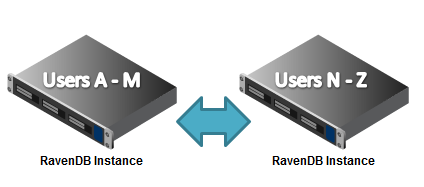 Users A - M
Users N - Z
RavenDB Instance
RavenDB Instance